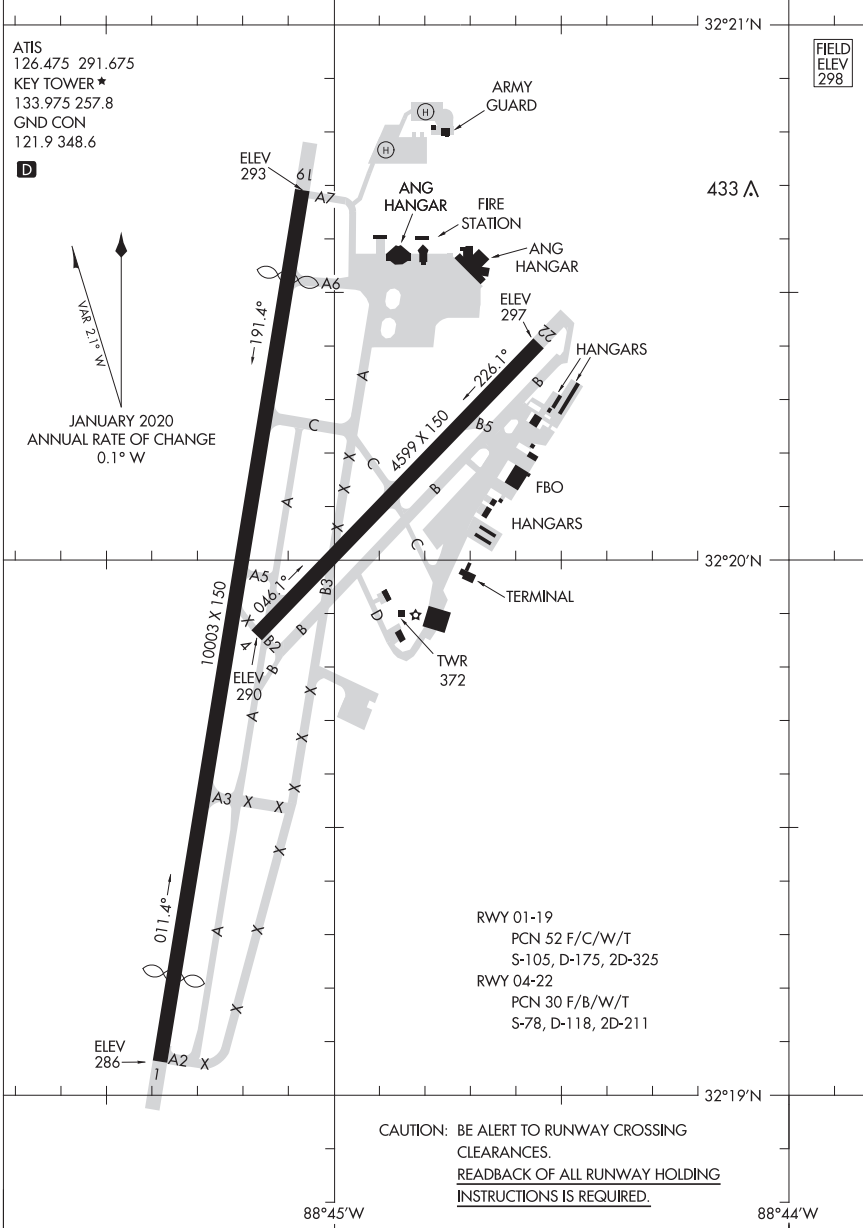 32°21'N
ATIS
126.475 291.675
KEY TOWER★
133.975 257.8
GND CON
121.9 348.6
D
FIELD
ELEV
298
ARMY
GUARD
H
H
ELEV
293
19
A7
433
ANG
HANGAR
FIRE
STATION
ANG
HANGAR
A6
ELEV
297
22
VAR 2.1° W
191.4°
226.1°
HANGARS
A
B
JANUARY 2020
ANNUAL RATE OF CHANGE
0.1° W
4599 X 150
C
B5
C
X
A
X
B
FBO
X
HANGARS
C
32°20'N
A5
046.1°
B3
TERMINAL
10003 X 150
X
4
B2
B
D
B
ELEV
290
TWR
372
X
A
X
X
A3 X X
X
011.4°
A
X
RWY 01-19
PCN 52 F/C/W/T
S-105, D-175, 2D-325
RWY 04-22
PCN 30 F/B/W/T
S-78, D-118, 2D-211
X
ELEV
286
A2 X
1
32°19'N
CAUTION: BE ALERT TO RUNWAY CROSSING
CLEARANCES.
READBACK OF ALL RUNWAY HOLDING
INSTRUCTIONS IS REQUIRED.
88°45'W
88°44'W